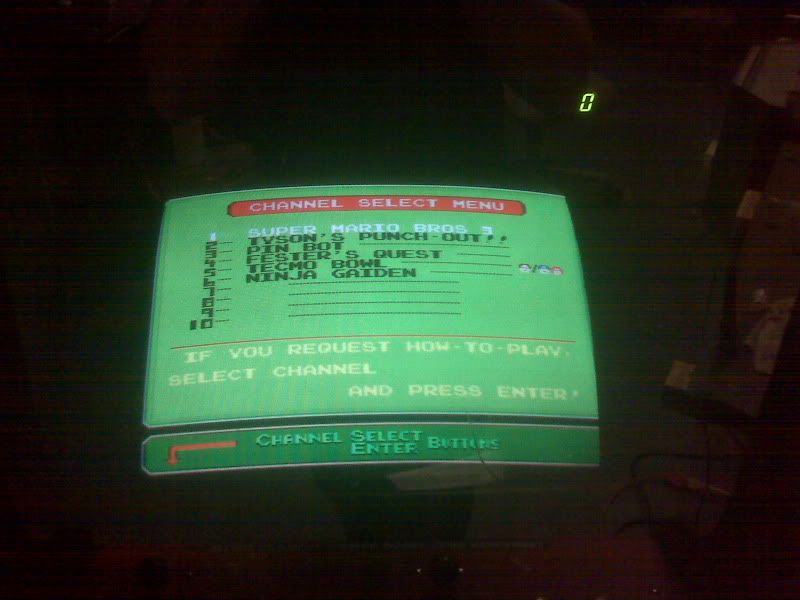 0
CHANNEL SELECT MENU
1 SUPER MARIO BROS 3
2 TYSON'S PUNCH-OUT!!
3 PIN BOT
4 FESTER'S QUEST
5 TECMO BOWL
6 NINJA GAIDEN
7
8
9
10
IF YOU REQUEST HOW-TO-PLAY,
SELECT CHANNEL
AND PRESS ENTER!
CHANNEL SELECT
ENTER BUTTONS